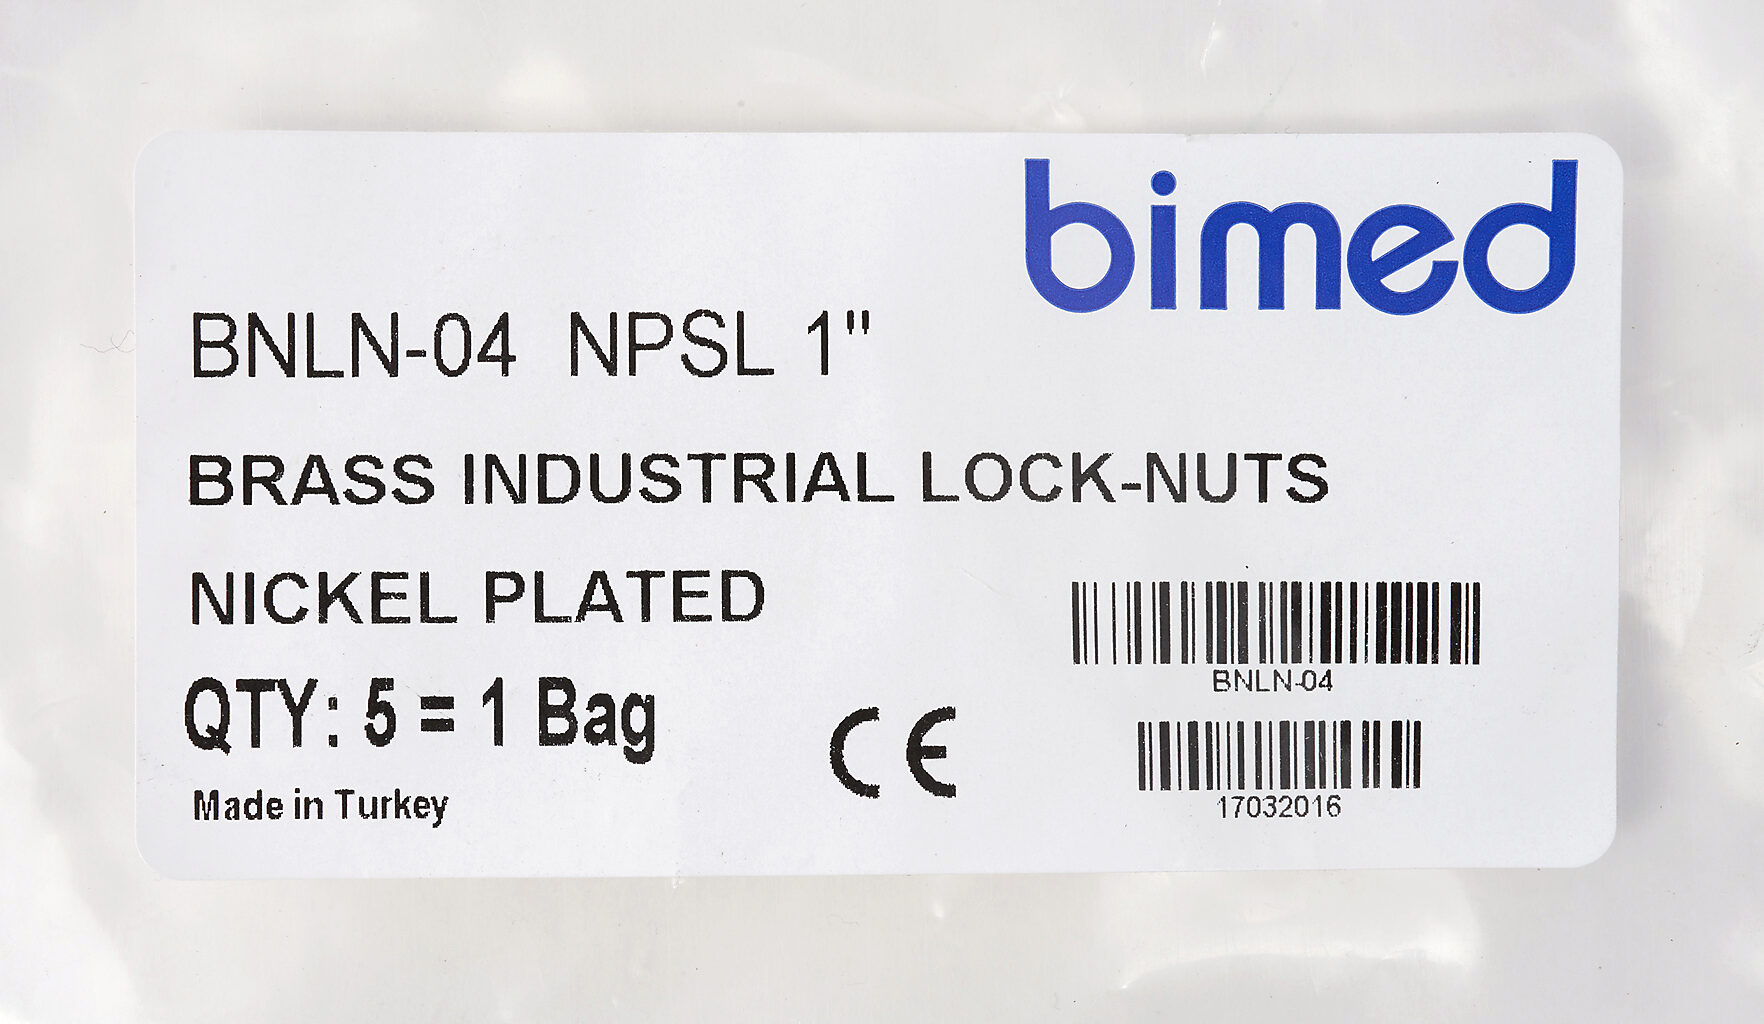 bimed
BNLN-04 NPSL 1"
BRASS INDUSTRIAL LOCK-NUTS
NICKEL PLATED
BNLN-04
QTY: 5 = 1 Bag
CE
17032016
Made in Turkey